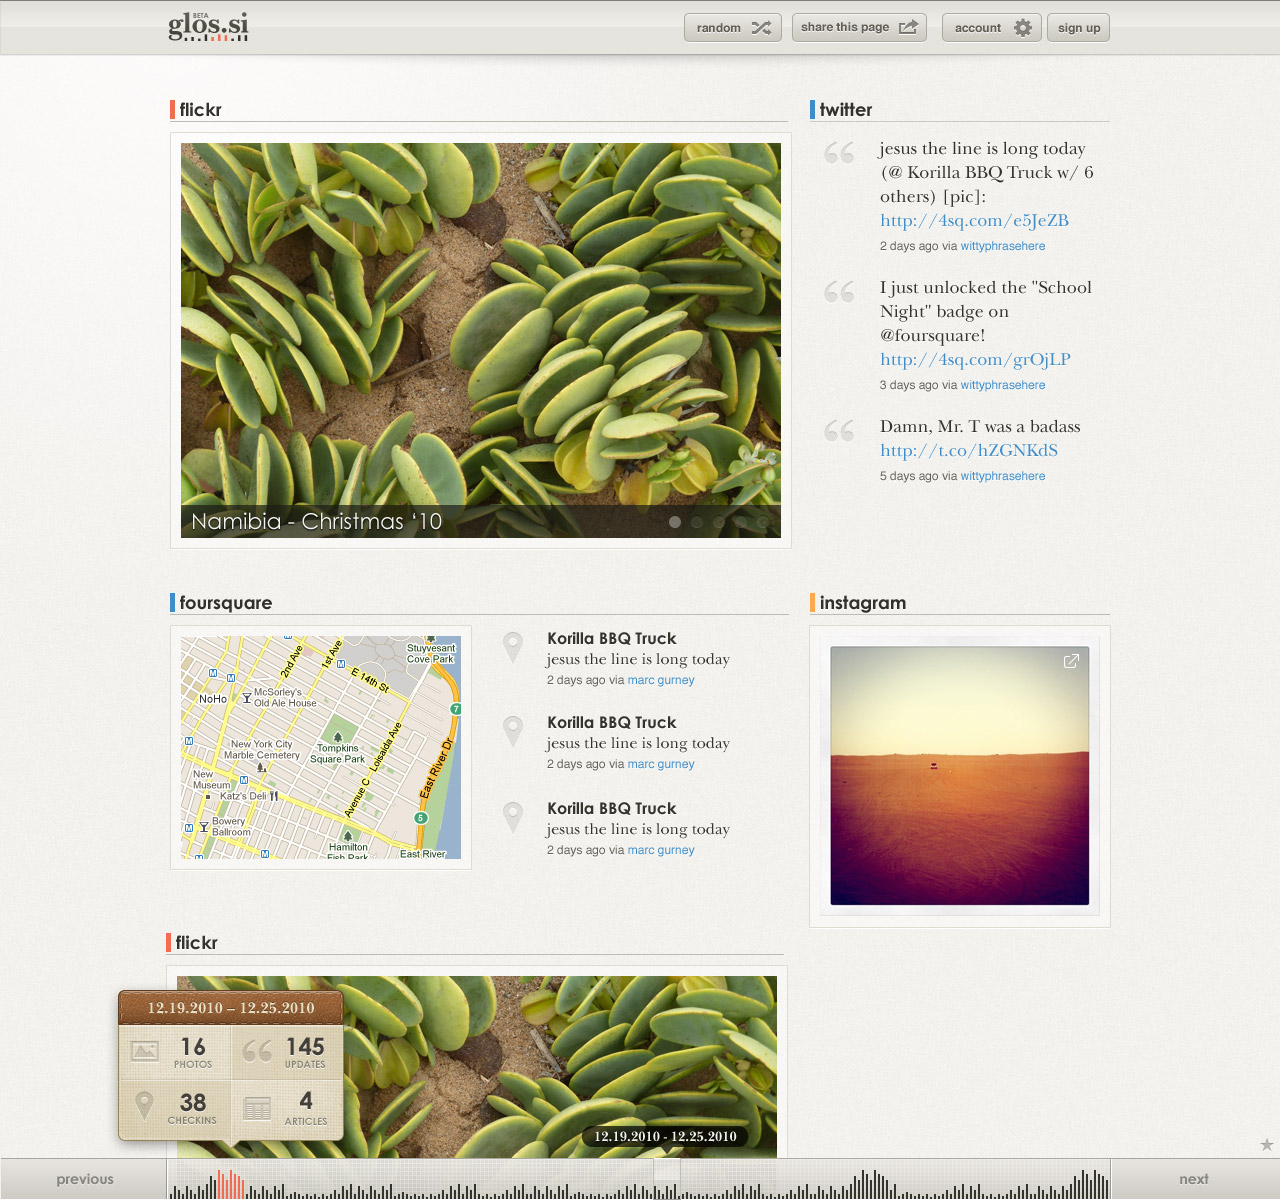 BETA
glos.si
random
share this page
account
sign up
flickr
Namibia - Christmas ‘10
twitter
jesus the line is long today
(@ Korilla BBQ Truck w/ 6
others) [pic]:
http://4sq.com/e5JeZB
2 days ago via wittyphrasehere
I just unlocked the "School
Night" badge on
@foursquare!
http://4sq.com/grOjLP
3 days ago via wittyphrasehere
Damn, Mr. T was a badass
http://t.co/hZGNKdS
5 days ago via wittyphrasehere
foursquare
Stuyvesant
Cove Park
2nd Ave
1st Ave
E 14th St
M
M
M
NoHo
McSorley's
Old Ale House
7
M
New York City
Marble Cemetery
Tompkins
Square Park
Loisaida Ave
East River Dr
New
Museum
M
Katz's Deli
Avenue C
5
M
Bowery
Ballroom
Hamilton
Fish Park
M
M
East River
Korilla BBQ Truck
jesus the line is long today
2 days ago via marc gurney
Korilla BBQ Truck
jesus the line is long today
2 days ago via marc gurney
Korilla BBQ Truck
jesus the line is long today
2 days ago via marc gurney
instagram
flickr
12.19.2010 – 12.25.2010
16
PHOTOS
145
UPDATES
38
CHECKINS
4
ARTICLES
12.19.2010 - 12.25.2010
previous
next